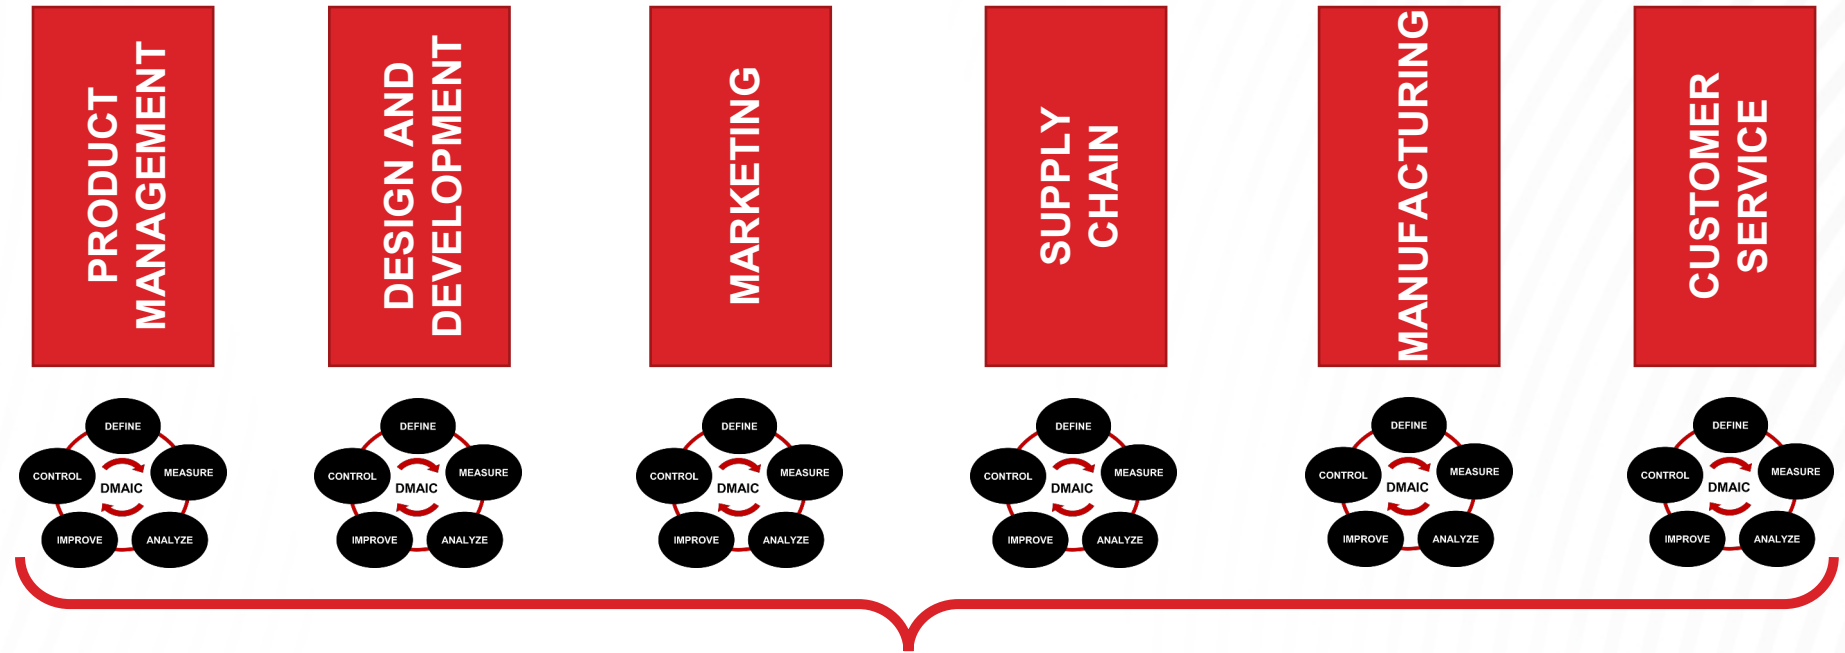 PRODUCT
MANAGEMENT
DESIGN AND
DEVELOPMENT
MARKETING
SUPPLY
CHAIN
MANUFACTURING
CUSTOMER
SERVICE
DEFINE
MEASURE
ANALYZE
IMPROVE
CONTROL
DMAIC
DEFINE
MEASURE
ANALYZE
IMPROVE
CONTROL
DMAIC
DEFINE
MEASURE
ANALYZE
IMPROVE
CONTROL
DMAIC
DEFINE
MEASURE
ANALYZE
IMPROVE
CONTROL
DMAIC
DEFINE
MEASURE
ANALYZE
IMPROVE
CONTROL
DMAIC
DEFINE
MEASURE
ANALYZE
IMPROVE
CONTROL
DMAIC